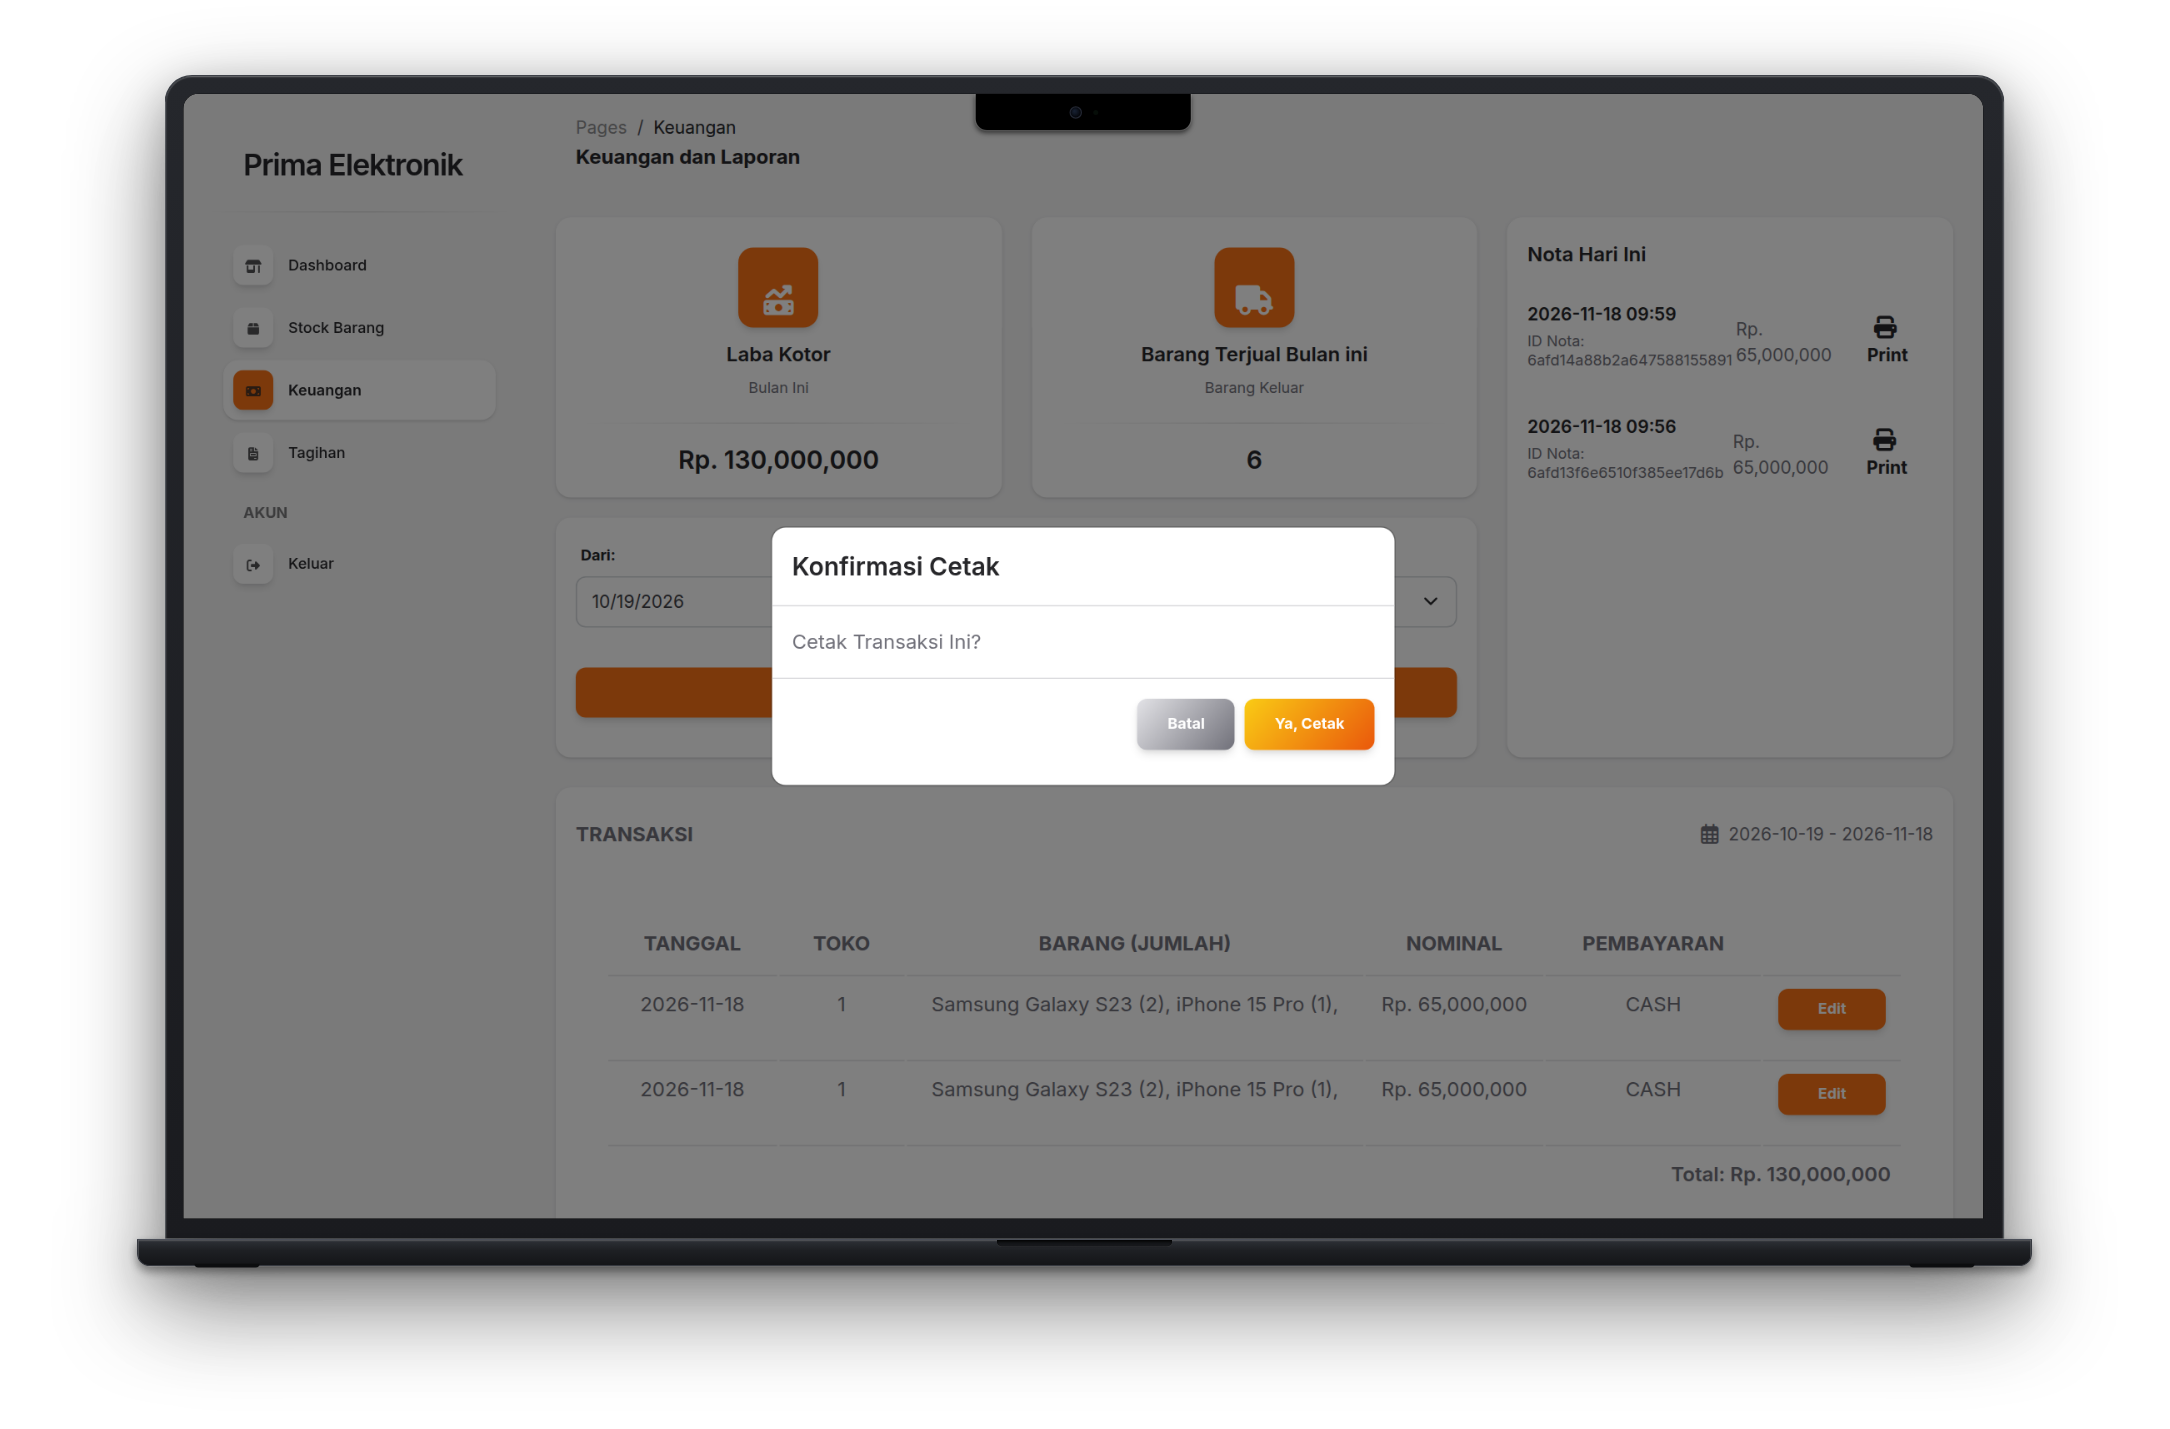 Prima Elektronik
Dashboard
Stock Barang
Keuangan
Tagihan
AKUN
Keluar
Pages / Keuangan
Keuangan dan Laporan
Laba Kotor
Bulan Ini
Rp. 130,000,000
Barang Terjual Bulan ini
Barang Keluar
6
Nota Hari Ini
2026-11-18 09:59
ID Nota:
6afd14a88b2a647588155891
Rp.
65,000,000
Print
2026-11-18 09:56
ID Nota:
6afd13f6e6510f385ee17d6b
Rp.
65,000,000
Print
Dari:
10/19/2026
Konfirmasi Cetak
Cetak Transaksi Ini?
Batal
Ya, Cetak
TRANSAKSI
2026-10-19 - 2026-11-18
TANGGAL TOKO BARANG (JUMLAH) NOMINAL PEMBAYARAN
2026-11-18 1 Samsung Galaxy S23 (2), iPhone 15 Pro (1), Rp. 65,000,000 CASH Edit
2026-11-18 1 Samsung Galaxy S23 (2), iPhone 15 Pro (1), Rp. 65,000,000 CASH Edit
Total: Rp. 130,000,000